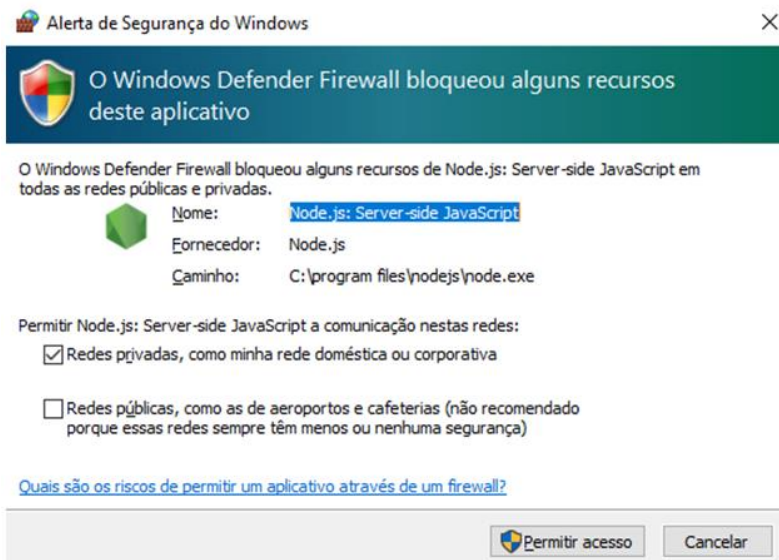 Alerta de Segurança do Windows
O Windows Defender Firewall bloqueou alguns recursos
deste aplicativo
O Windows Defender Firewall bloqueou alguns recursos de Node.js: Server-side JavaScript em
todas as redes públicas e privadas.
Nome: Node.js: Server-side JavaScript
Fornecedor: Node.js
Caminho: C:\program files\nodejs\node.exe
Permitir Node.js: Server-side JavaScript a comunicação nestas redes:
Redes privadas, como minha rede doméstica ou corporativa
Redes públicas, como as de aeroportos e cafeterias (não recomendado
porque essas redes sempre têm menos ou nenhuma segurança)
Quais são os riscos de permitir um aplicativo através de um firewall?
Permitir acesso Cancelar